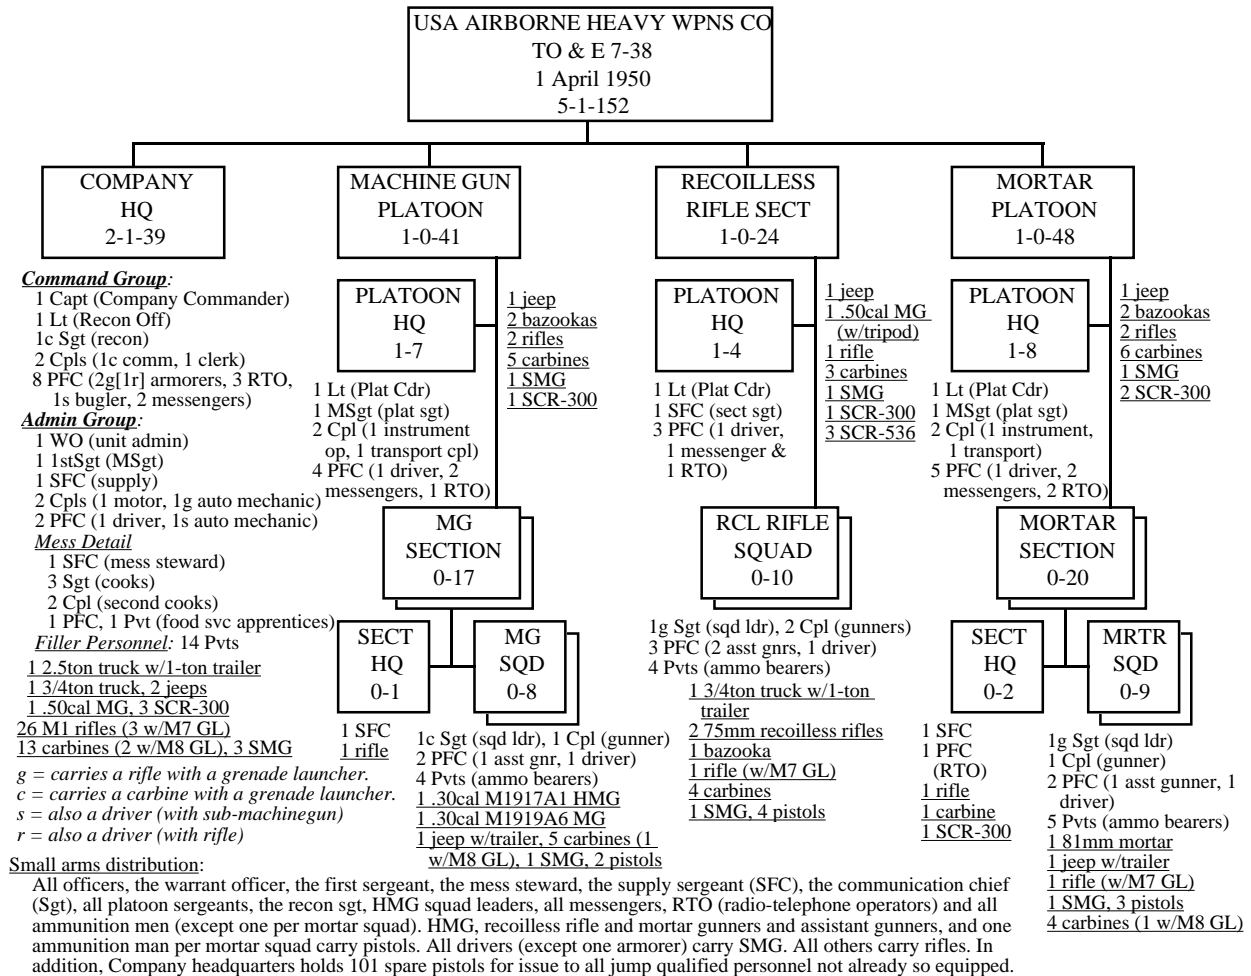 USA AIRBORNE HEAVY WPNS CO
TO & E 7-38
1 April 1950
5-1-152
COMPANY
HQ
2-1-39
MACHINE GUN
PLATOON
1-0-41
RECOILLESS
RIFLE SECT
1-0-24
MORTAR
PLATOON
1-0-48
Command Group:
1 Capt (Company Commander)
1 Lt (Recon Off)
1c Sgt (recon)
2 Cpls (1c comm, 1 clerk)
8 PFC (2g[1r] armorers, 3 RTO,
1s bugler, 2 messengers)
Admin Group:
1 WO (unit admin)
1 1stSgt (MSgt)
1 SFC (supply)
2 Cpls (1 motor, 1g auto mechanic)
2 PFC (1 driver, 1s auto mechanic)
Mess Detail
1 SFC (mess steward)
3 Sgt (cooks)
2 Cpl (second cooks)
1 PFC, 1 Pvt (food svc apprentices)
Filler Personnel: 14 Pvts
1 2.5ton truck w/1-ton trailer
1 3/4ton truck, 2 jeeps
1 .50cal MG, 3 SCR-300
26 M1 rifles (3 w/M7 GL)
13 carbines (2 w/M8 GL), 3 SMG
g = carries a rifle with a grenade launcher.
c = carries a carbine with a grenade launcher.
s = also a driver (with sub-machinegun)
r = also a driver (with rifle)
PLATOON
HQ
1-7
1 jeep
2 bazookas
2 rifles
5 carbines
1 SMG
1 SCR-300
1 Lt (Plat Cdr)
1 MSgt (plat sgt)
2 Cpl (1 instrument
op, 1 transport cpl)
4 PFC (1 driver, 2
messengers, 1 RTO)
MG
SECTION
0-17
SECT
HQ
0-1
MG
SQD
0-8
1 SFC
1 rifle
1c Sgt (sqd ldr), 1 Cpl (gunner)
2 PFC (1 asst gnr, 1 driver)
4 Pvts (ammo bearers)
1 .30cal M1917A1 HMG
1 .30cal M1919A6 MG
1 jeep w/trailer, 5 carbines (1
w/M8 GL), 1 SMG, 2 pistols
PLATOON
HQ
1-4
1 jeep
1 .50cal MG
(w/tripod)
1 rifle
3 carbines
1 SMG
1 SCR-300
3 SCR-536
1 Lt (Plat Cdr)
1 SFC (sect sgt)
3 PFC (1 driver,
1 messenger &
1 RTO)
RCL RIFLE
SQUAD
0-10
1g Sgt (sqd ldr), 2 Cpl (gunners)
3 PFC (2 asst gnrs, 1 driver)
4 Pvts (ammo bearers)
1 3/4ton truck w/1-ton
trailer
2 75mm recoilless rifles
1 bazooka
1 rifle (w/M7 GL)
4 carbines
1 SMG, 4 pistols
PLATOON
HQ
1-8
1 jeep
2 bazookas
2 rifles
6 carbines
1 SMG
2 SCR-300
1 Lt (Plat Cdr)
1 MSgt (plat sgt)
2 Cpl (1 instrument,
1 transport)
5 PFC (1 driver, 2
messengers, 2 RTO)
MORTAR
SECTION
0-20
SECT
HQ
0-2
MRTR
SQD
0-9
1 SFC
1 PFC
(RTO)
1 rifle
1 carbine
1 SCR-300
1g Sgt (sqd ldr)
1 Cpl (gunner)
2 PFC (1 asst gunner, 1
driver)
5 Pvts (ammo bearers)
1 81mm mortar
1 jeep w/trailer
1 rifle (w/M7 GL)
1 SMG, 3 pistols
4 carbines (1 w/M8 GL)
Small arms distribution:
All officers, the warrant officer, the first sergeant, the mess steward, the supply sergeant (SFC), the communication chief
(Sgt), all platoon sergeants, the recon sgt, HMG squad leaders, all messengers, RTO (radio-telephone operators) and all
ammunition men (except one per mortar squad). HMG, recoilless rifle and mortar gunners and assistant gunners, and one
ammunition man per mortar squad carry pistols. All drivers (except one armorer) carry SMG. All others carry rifles. In
addition, Company headquarters holds 101 spare pistols for issue to all jump qualified personnel not already so equipped.